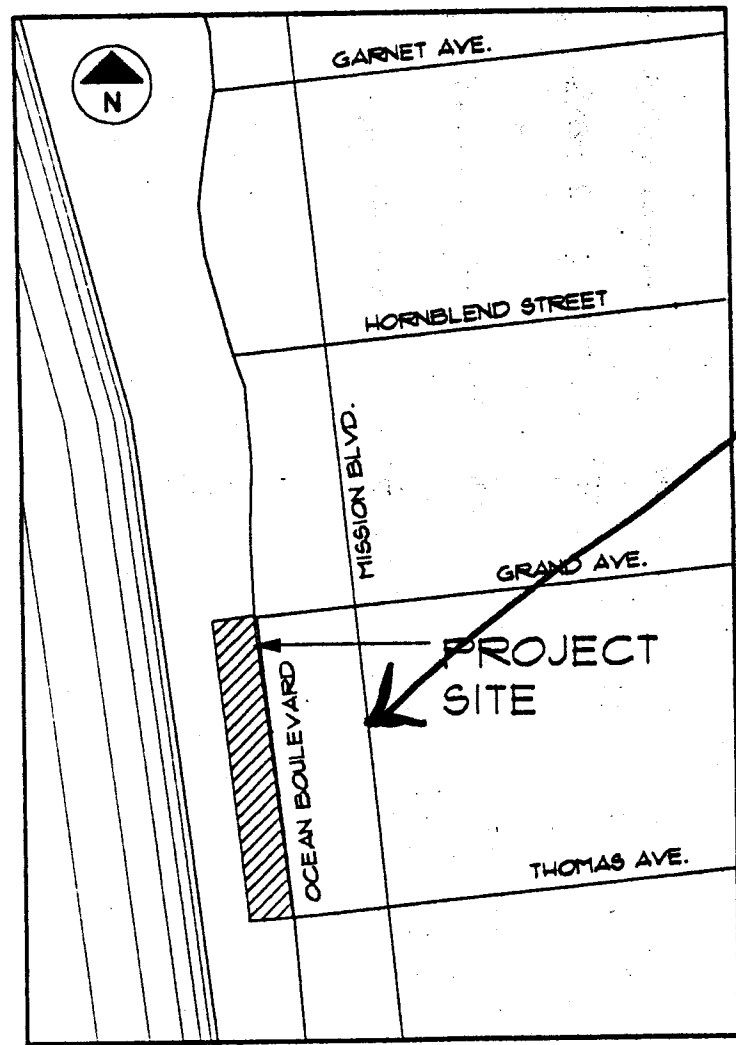 GARNET AVE.
N
HORNBLEND STREET
MISSION BLVD.
GRAND AVE.
PROJECT
SITE
OCEAN BOULEVARD
THOMAS AVE.